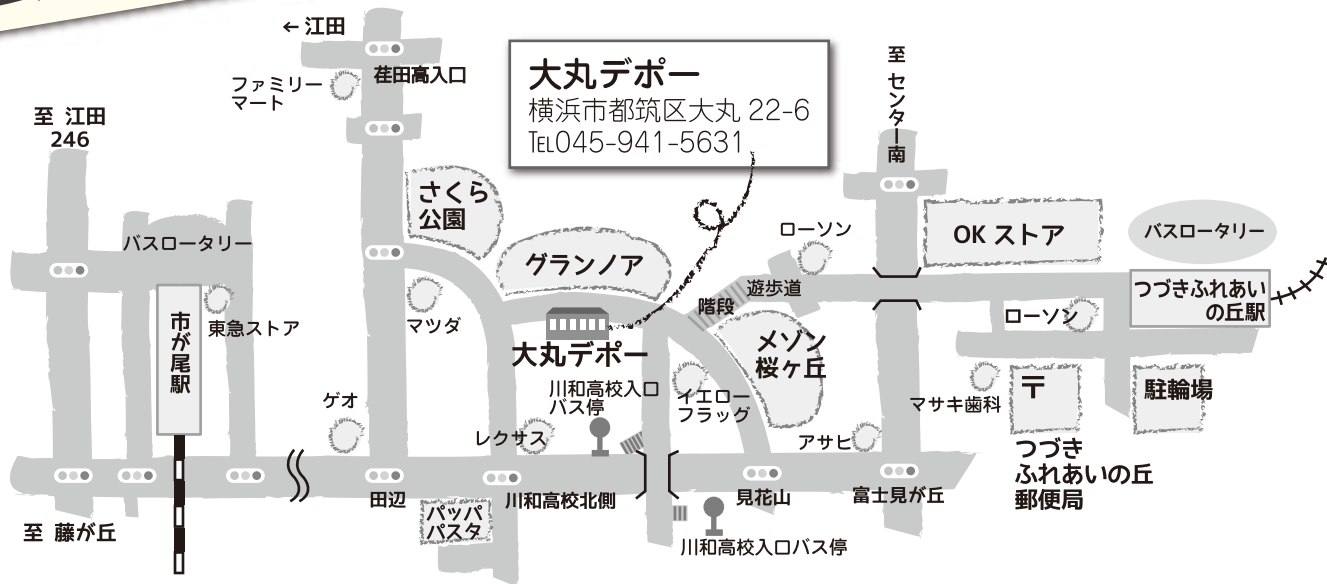 ← 江田
荏田高入口
ファミリー
マート
至 江田
246
大丸デポー
横浜市都筑区大丸 22-6
TEL045-941-5631
至 センター南
さくら
公園
グランノア
ローソン
OK ストア
バスロータリー
バスロータリー
市が尾駅
東急ストア
マツダ
階段
遊歩道
つづきふれあい
の丘駅
ローソン
大丸デポー
メゾン
桜ヶ丘
川和高校入口
バス停
イエロー
フラッグ
ゲオ
レクサス
アサヒ
マサキ歯科
〒
駐輪場
つづき
ふれあいの丘
郵便局
田辺
川和高校北側
見花山
富士見が丘
パッパ
パスタ
至 藤が丘
川和高校入口バス停